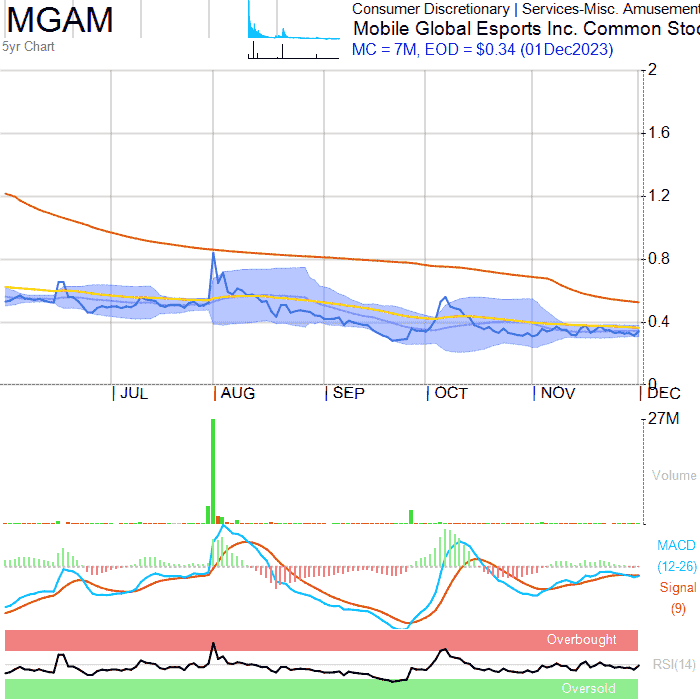 MGAM
5yr Chart
Consumer Discretionary | Services-Misc. Amusement
Mobile Global Esports Inc. Common Stoc
MC = 7M, EOD = $0.34 (01Dec2023)
2
1.6
1.2
0.8
0.4
0
JUL AUG SEP OCT NOV DEC
27M
Volume
MACD
(12-26)
Signal
(9)
Overbought
RSI(14)
Oversold